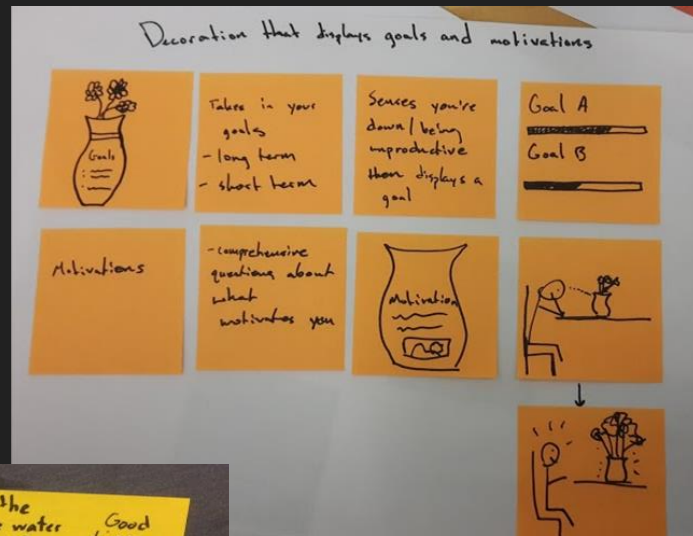 Decoration that displays goals and motivations
Goals
Takes in your
goals
- long term
- short term
Senses you're
down/being
unproductive
then displays a
goal
Goal A
Goal B
Motivations
- comprehensive
questions about
what
motivates you
Motivation
the
water
Good